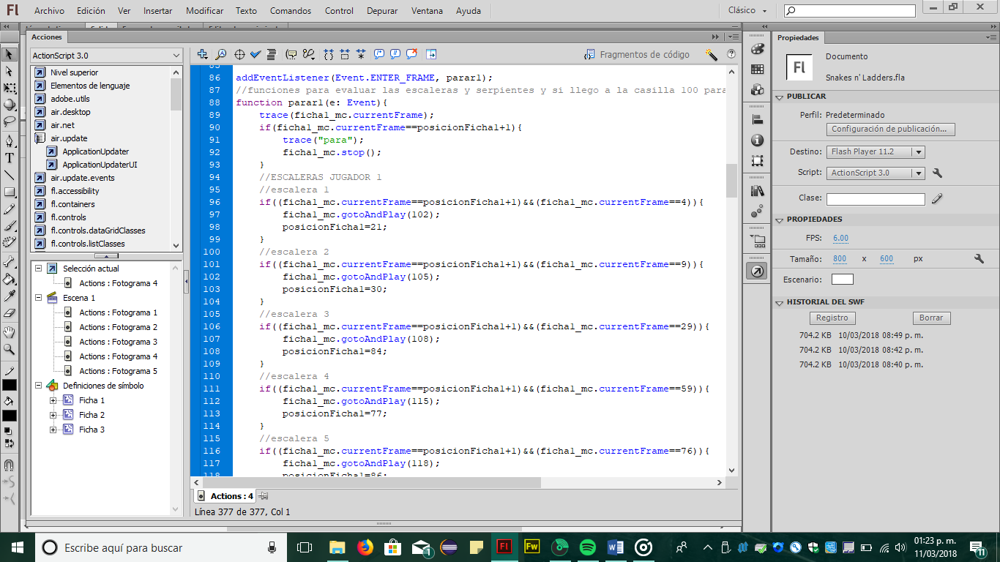 Fl Archivo Edición Ver Insertar Modificar Texto Comandos Control Depurar Ventana Ayuda Clásico
Acciones
ActionScript 3.0
Nivel superior
Elementos de lenguaje
adobe.utils
air.desktop
air.net
air.update
ApplicationUpdater
ApplicationUpdaterUI
air.update.events
fl.accessibility
fl.containers
fl.controls
fl.controls.dataGridClasses
fl.controls.listClasses
Selección actual
Actions : Fotograma 4
Escena 1
Actions : Fotograma 1
Actions : Fotograma 2
Actions : Fotograma 3
Actions : Fotograma 4
Actions : Fotograma 5
Definiciones de símbolo
Ficha 1
Ficha 2
Ficha 3
Fragmentos de código
85
86 addEventListener(Event.ENTER_FRAME, parar1);
87 //funciones para evaluar las escaleras y serpientes y si llego a la casilla 100 para
88 function parar1(e: Event){
89 trace(ficha1_mc.currentFrame);
90 if(ficha1_mc.currentFrame==posicionFicha1+1){
91 trace("para");
92 ficha1_mc.stop();
93 }
94 //ESCALERAS JUGADOR 1
95 //escalera 1
96 if((ficha1_mc.currentFrame==posicionFicha1+1)&&(ficha1_mc.currentFrame==4)){
97 ficha1_mc.gotoAndPlay(102);
98 posicionFicha1=21;
99 }
100 //escalera 2
101 if((ficha1_mc.currentFrame==posicionFicha1+1)&&(ficha1_mc.currentFrame==9)){
102 ficha1_mc.gotoAndPlay(105);
103 posicionFicha1=30;
104 }
105 //escalera 3
106 if((ficha1_mc.currentFrame==posicionFicha1+1)&&(ficha1_mc.currentFrame==29)){
107 ficha1_mc.gotoAndPlay(108);
108 posicionFicha1=84;
109 }
110 //escalera 4
111 if((ficha1_mc.currentFrame==posicionFicha1+1)&&(ficha1_mc.currentFrame==59)){
112 ficha1_mc.gotoAndPlay(115);
113 posicionFicha1=77;
114 }
115 //escalera 5
116 if((ficha1_mc.currentFrame==posicionFicha1+1)&&(ficha1_mc.currentFrame==76)){
117 ficha1_mc.gotoAndPlay(118);
118 posicionFicha1=86;
Actions : 4
Línea 377 de 377, Col 1
Propiedades
Fl
Documento
Snakes n' Ladders.fla
PUBLICAR
Perfil: Predeterminado
Configuración de publicación...
Destino: Flash Player 11.2
Script: ActionScript 3.0
Clase:
PROPIEDADES
FPS: 6.00
Tamaño: 800 x 600 px
Escenario:
HISTORIAL DEL SWF
Registro Borrar
704.2 KB 10/03/2018 08:49 p. m.
704.2 KB 10/03/2018 08:42 p. m.
704.2 KB 10/03/2018 08:40 p. m.
Escribe aquí para buscar
1
Fl
Fw
01:23 p. m.
11/03/2018
11